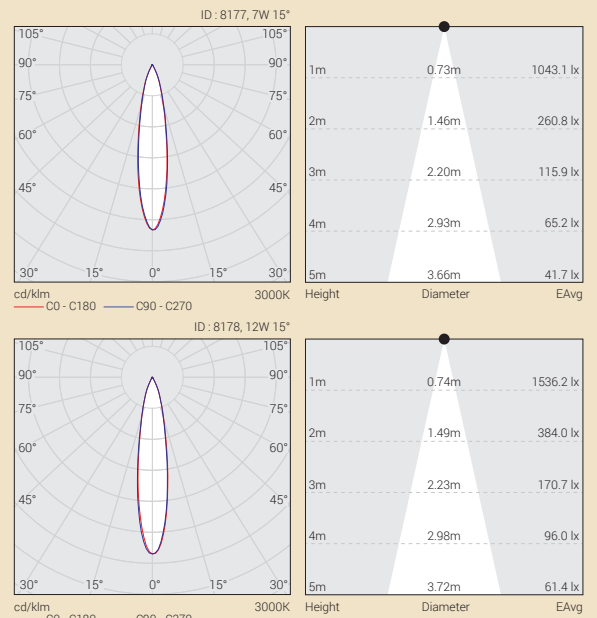 ID : 8177, 7W 15°
105° 105°
90° 90°
75° 75°
60° 60°
45° 45°
30° 15° 0° 15° 30°
cd/klm 3000K
C0 - C180 C90 - C270
1m 0.73m 1043.1 lx
2m 1.46m 260.8 lx
3m 2.20m 115.9 lx
4m 2.93m 65.2 lx
5m 3.66m 41.7 lx
Height Diameter EAvg
ID : 8178, 12W 15°
105° 105°
90° 90°
75° 75°
60° 60°
45° 45°
30° 15° 0° 15° 30°
cd/klm 3000K
C0 - C180 C90 - C270
1m 0.74m 1536.2 lx
2m 1.49m 384.0 lx
3m 2.23m 170.7 lx
4m 2.98m 96.0 lx
5m 3.72m 61.4 lx
Height Diameter EAvg